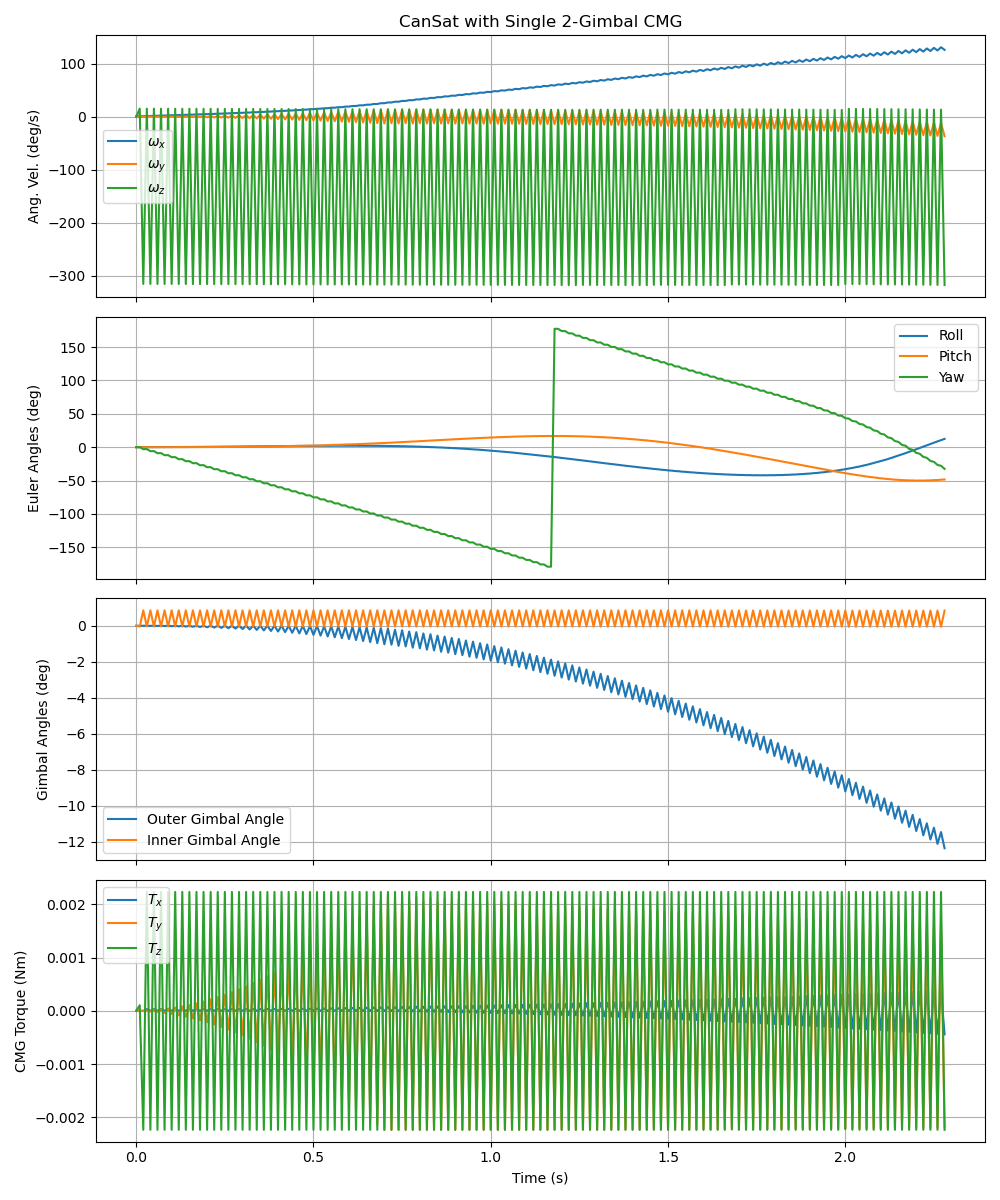 CanSat with Single 2-Gimbal CMG
Ang. Vel. (deg/s)
100
0
−100
−200
−300
ωx
ωy
ωz
Euler Angles (deg)
150
100
50
0
−50
−100
−150
Roll
Pitch
Yaw
Gimbal Angles (deg)
0
−2
−4
−6
−8
−10
−12
Outer Gimbal Angle
Inner Gimbal Angle
CMG Torque (Nm)
0.002
0.001
0.000
−0.001
−0.002
Tx
Ty
Tz
0.0 0.5 1.0 1.5 2.0
Time (s)